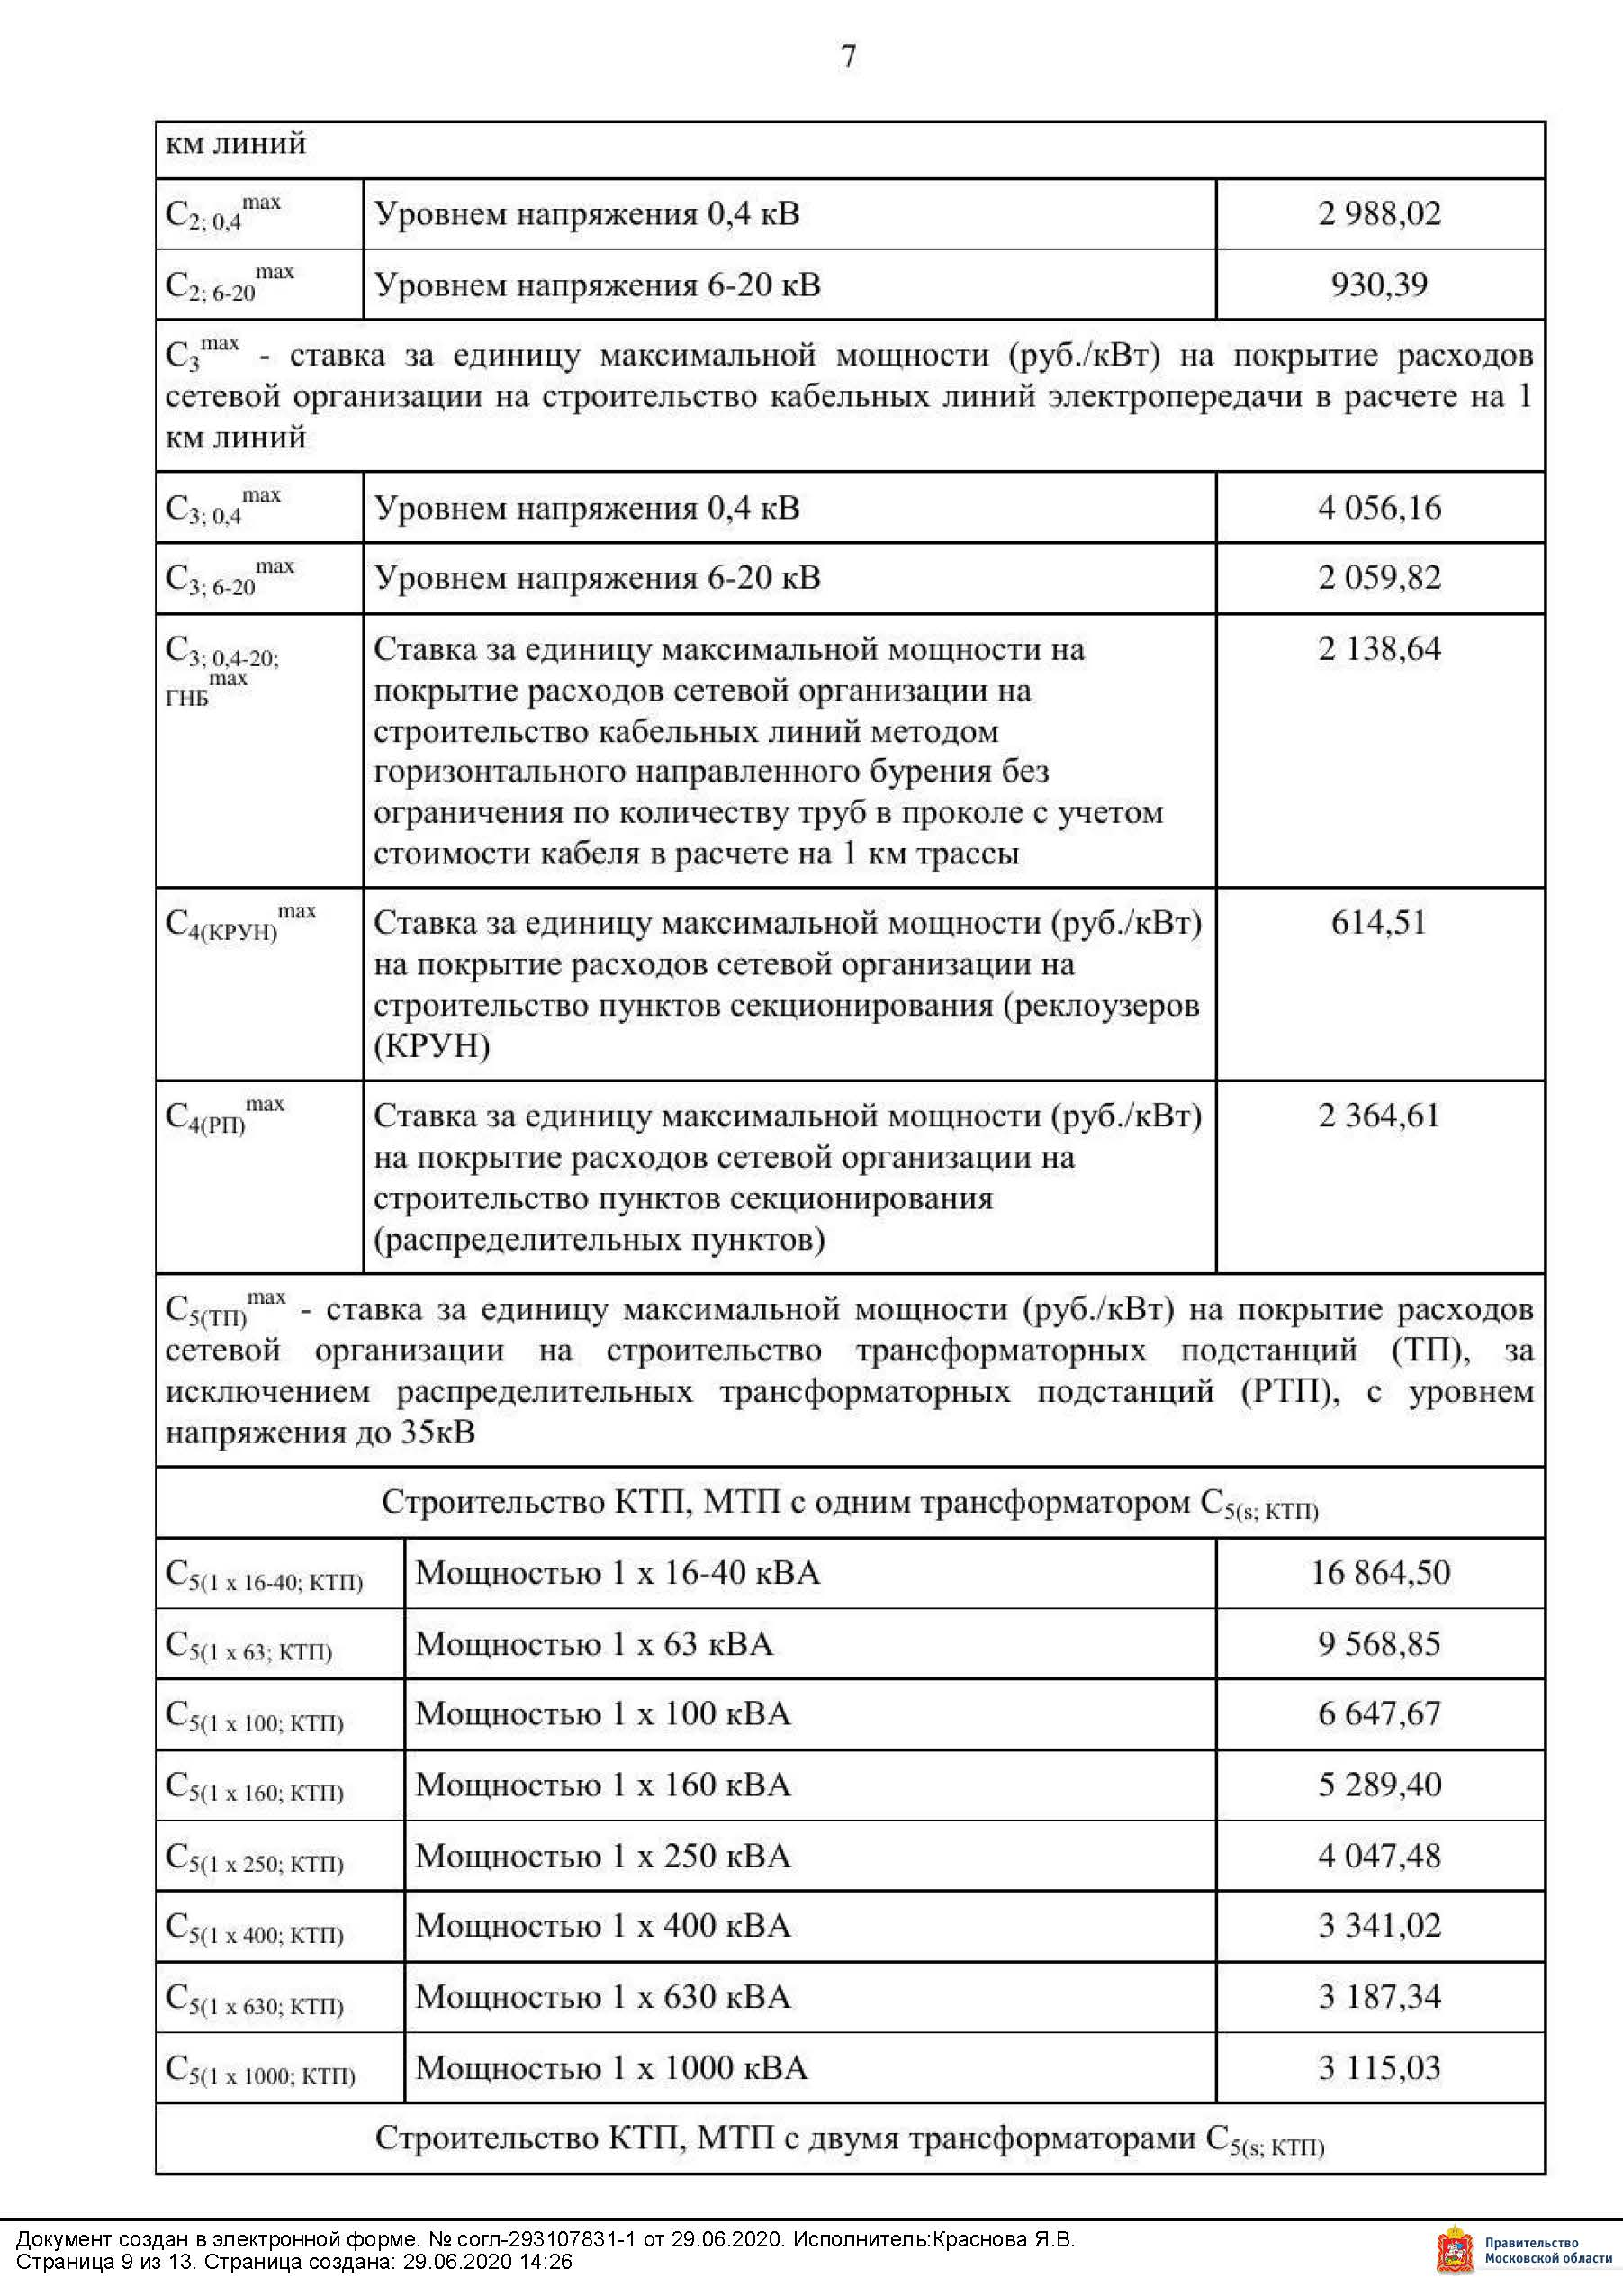 7
км линий
C2; 0,4 max Уровнем напряжения 0,4 кВ 2 988,02
C2; 6-20 max Уровнем напряжения 6-20 кВ 930,39
C3 max - ставка за единицу максимальной мощности (руб./кВт) на покрытие расходов
сетевой организации на строительство кабельных линий электропередачи в расчете на 1
км линий
C3; 0,4 max Уровнем напряжения 0,4 кВ 4 056,16
C3; 6-20 max Уровнем напряжения 6-20 кВ 2 059,82
C3; 0,4-20; ГНБ max Ставка за единицу максимальной мощности на 2 138,64
покрытие расходов сетевой организации на
строительство кабельных линий методом
горизонтального направленного бурения без
ограничения по количеству труб в проколе с учетом
стоимости кабеля в расчете на 1 км трассы
C4(КРУН) max Ставка за единицу максимальной мощности (руб./кВт) 614,51
на покрытие расходов сетевой организации на
строительство пунктов секционирования (реклоузеров
(КРУН)
C4(РП) max Ставка за единицу максимальной мощности (руб./кВт) 2 364,61
на покрытие расходов сетевой организации на
строительство пунктов секционирования
(распределительных пунктов)
C5(ТП) max - ставка за единицу максимальной мощности (руб./кВт) на покрытие расходов
сетевой организации на строительство трансформаторных подстанций (ТП), за
исключением распределительных трансформаторных подстанций (РТП), с уровнем
напряжения до 35кВ
Строительство КТП, МТП с одним трансформатором C5(s; КТП)
C5(1 x 16-40; КТП) Мощностью 1 x 16-40 кВА 16 864,50
C5(1 x 63; КТП) Мощностью 1 x 63 кВА 9 568,85
C5(1 x 100; КТП) Мощностью 1 x 100 кВА 6 647,67
C5(1 x 160; КТП) Мощностью 1 x 160 кВА 5 289,40
C5(1 x 250; КТП) Мощностью 1 x 250 кВА 4 047,48
C5(1 x 400; КТП) Мощностью 1 x 400 кВА 3 341,02
C5(1 x 630; КТП) Мощностью 1 x 630 кВА 3 187,34
C5(1 x 1000; КТП) Мощностью 1 x 1000 кВА 3 115,03
Строительство КТП, МТП с двумя трансформаторами C5(s; КТП)
Документ создан в электронной форме. № согл-293107831-1 от 29.06.2020. Исполнитель:Краснова Я.В.
Страница 9 из 13. Страница создана: 29.06.2020 14:26
Правительство
Московской области